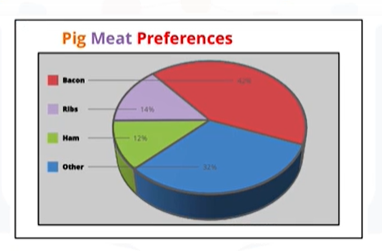 Pig Meat Preferences
Bacon 42%
Ribs 14%
Ham 12%
Other 32%